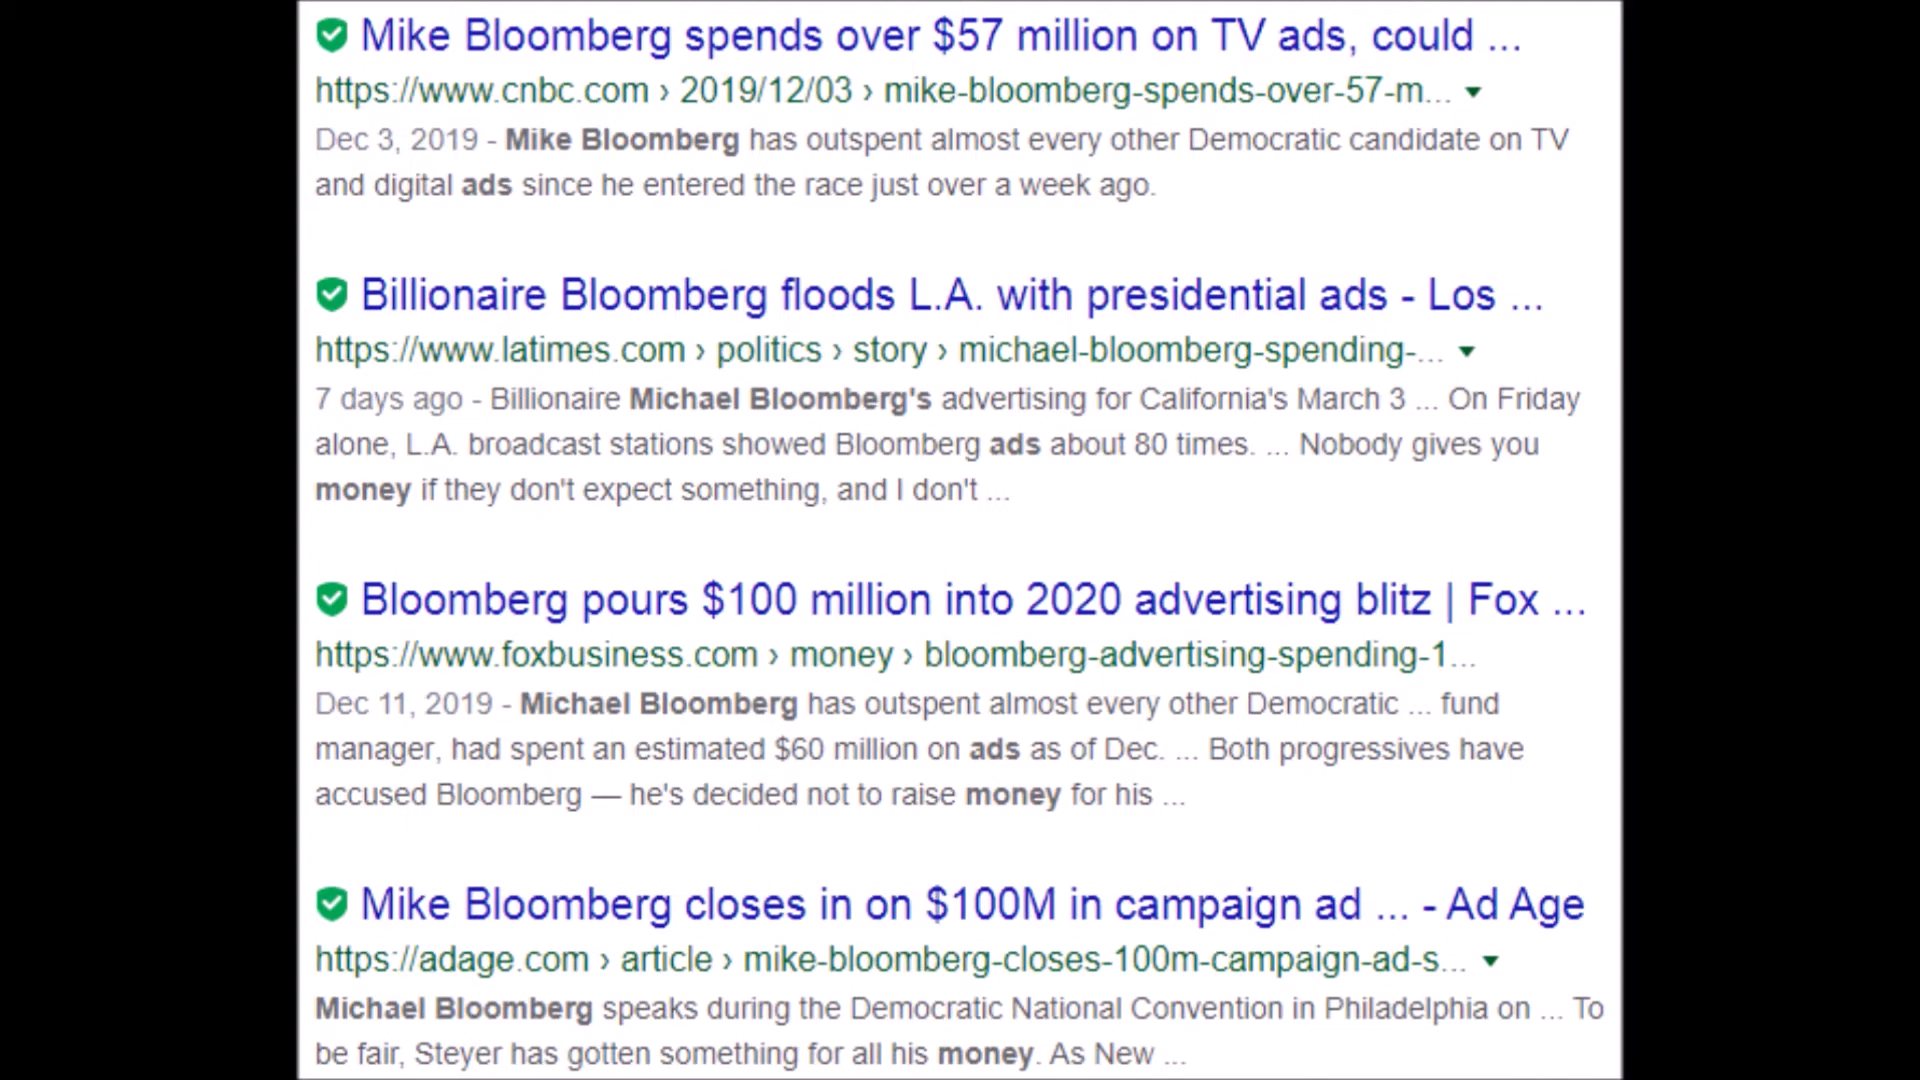 Mike Bloomberg spends over $57 million on TV ads, could ...
https://www.cnbc.com › 2019/12/03 › mike-bloomberg-spends-over-57-m...
Dec 3, 2019 - Mike Bloomberg has outspent almost every other Democratic candidate on TV
and digital ads since he entered the race just over a week ago.
Billionaire Bloomberg floods L.A. with presidential ads - Los ...
https://www.latimes.com › politics › story › michael-bloomberg-spending-...
7 days ago - Billionaire Michael Bloomberg's advertising for California's March 3 ... On Friday
alone, L.A. broadcast stations showed Bloomberg ads about 80 times. ... Nobody gives you
money if they don't expect something, and I don't ...
Bloomberg pours $100 million into 2020 advertising blitz | Fox ...
https://www.foxbusiness.com › money › bloomberg-advertising-spending-1...
Dec 11, 2019 - Michael Bloomberg has outspent almost every other Democratic ... fund
manager, had spent an estimated $60 million on ads as of Dec. ... Both progressives have
accused Bloomberg — he's decided not to raise money for his ...
Mike Bloomberg closes in on $100M in campaign ad ... - Ad Age
https://adage.com › article › mike-bloomberg-closes-100m-campaign-ad-s...
Michael Bloomberg speaks during the Democratic National Convention in Philadelphia on ... To
be fair, Steyer has gotten something for all his money. As New ...